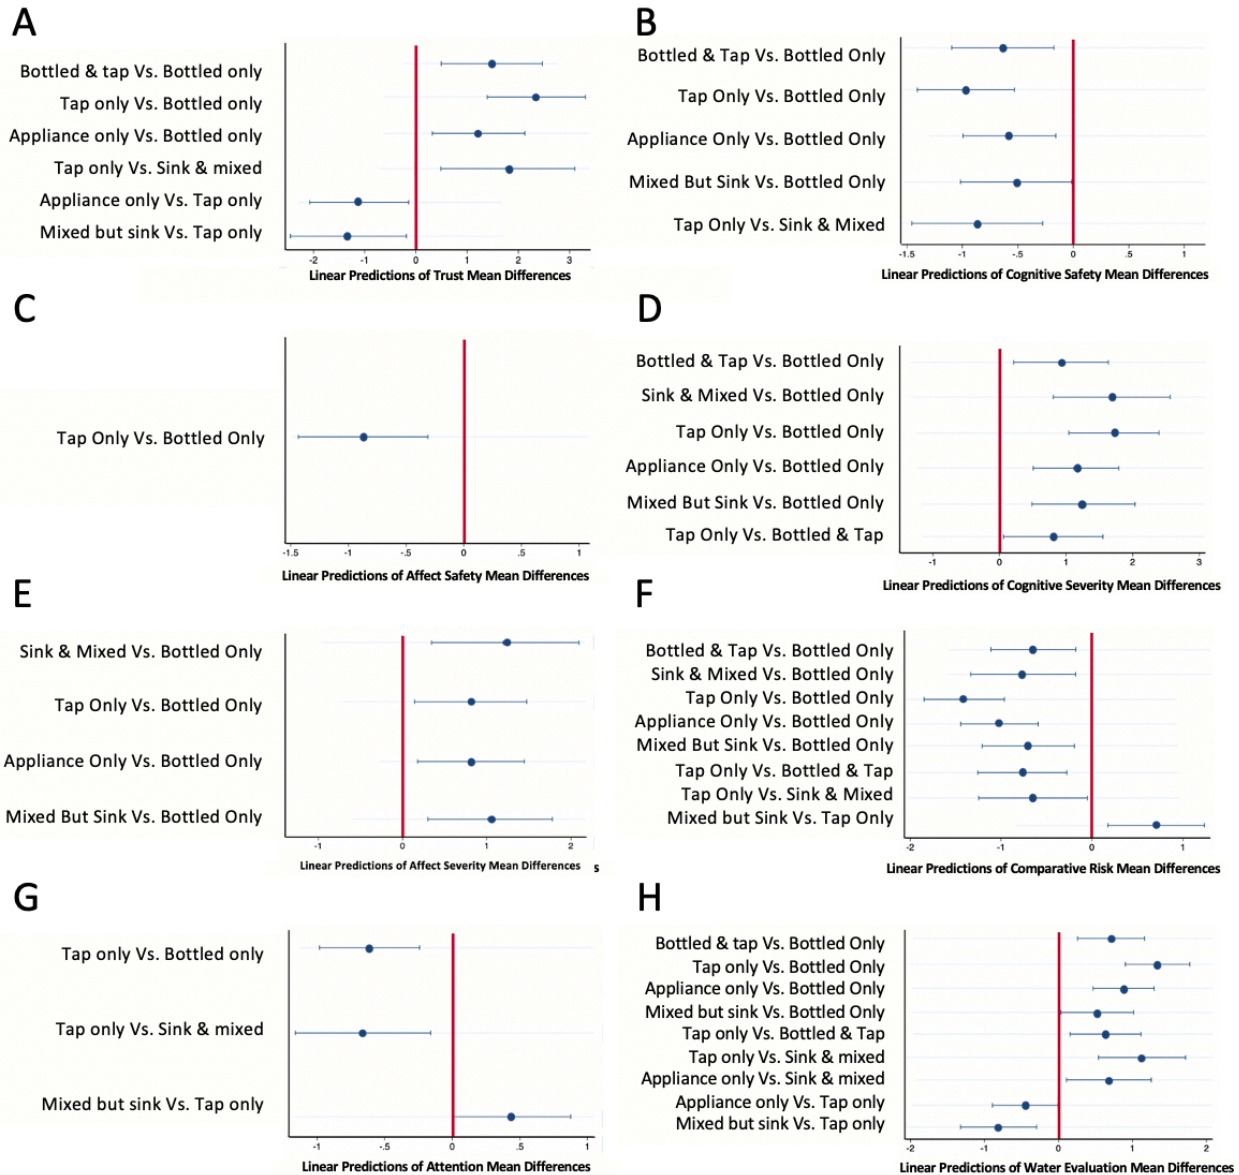 A
Bottled & tap Vs. Bottled only
Tap only Vs. Bottled only
Appliance only Vs. Bottled only
Tap only Vs. Sink & mixed
Appliance only Vs. Tap only
Mixed but sink Vs. Tap only
-2 -1 0 1 2 3
Linear Predictions of Trust Mean Differences
B
Bottled & Tap Vs. Bottled Only
Tap Only Vs. Bottled Only
Appliance Only Vs. Bottled Only
Mixed But Sink Vs. Bottled Only
Tap Only Vs. Sink & Mixed
-1.5 -1 -.5 0 .5 1
Linear Predictions of Cognitive Safety Mean Differences
C
Tap Only Vs. Bottled Only
-1.5 -1 -.5 0 .5 1
Linear Predictions of Affect Safety Mean Differences
D
Bottled & Tap Vs. Bottled Only
Sink & Mixed Vs. Bottled Only
Tap Only Vs. Bottled Only
Appliance Only Vs. Bottled Only
Mixed But Sink Vs. Bottled Only
Tap Only Vs. Bottled & Tap
-1 0 1 2 3
Linear Predictions of Cognitive Severity Mean Differences
E
Sink & Mixed Vs. Bottled Only
Tap Only Vs. Bottled Only
Appliance Only Vs. Bottled Only
Mixed But Sink Vs. Bottled Only
-1 0 1 2
Linear Predictions of Affect Severity Mean Differences s
F
Bottled & Tap Vs. Bottled Only
Sink & Mixed Vs. Bottled Only
Tap Only Vs. Bottled Only
Appliance Only Vs. Bottled Only
Mixed But Sink Vs. Bottled Only
Tap Only Vs. Bottled & Tap
Tap Only Vs. Sink & Mixed
Mixed but Sink Vs. Tap Only
-2 -1 0 1
Linear Predictions of Comparative Risk Mean Differences
G
Tap only Vs. Bottled only
Tap only Vs. Sink & mixed
Mixed but sink Vs. Tap only
-1 -.5 0 .5 1
Linear Predictions of Attention Mean Differences
H
Bottled & tap Vs. Bottled Only
Tap only Vs. Bottled Only
Appliance only Vs. Bottled Only
Mixed but sink Vs. Bottled Only
Tap only Vs. Bottled & Tap
Tap only Vs. Sink & mixed
Appliance only Vs. Sink & mixed
Appliance only Vs. Tap only
Mixed but sink Vs. Tap only
-2 -1 0 1 2
Linear Predictions of Water Evaluation Mean Differences